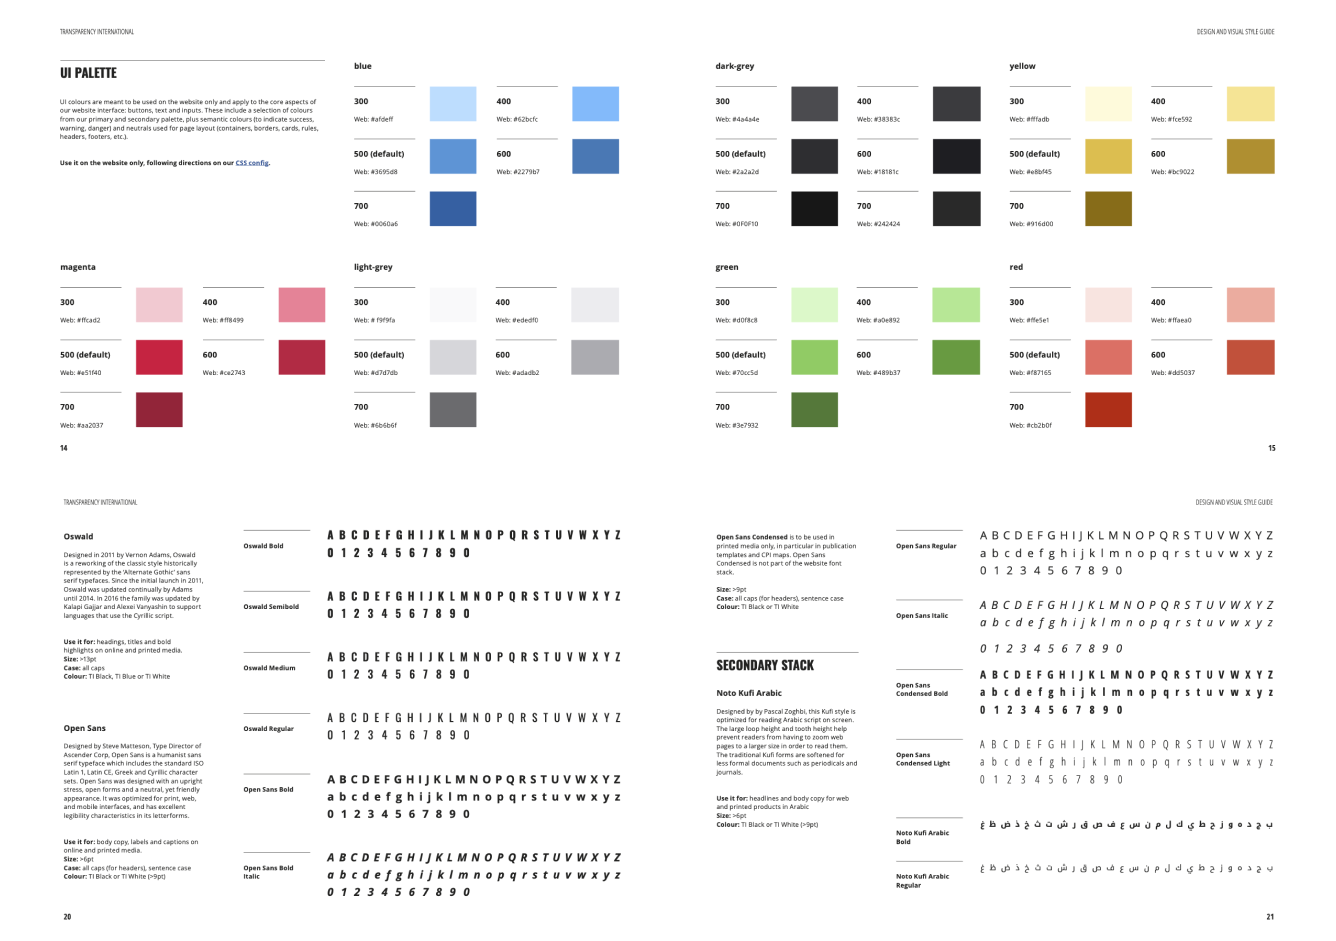 TRANSPARENCY INTERNATIONAL
UI PALETTE
UI colours are meant to be used on the website only and apply to the core aspects of
our website interface: buttons, text and inputs. These include a selection of colours
from our primary and secondary palette, plus semantic colours (to indicate success,
warning, danger) and neutrals used for page layout (containers, borders, cards, rules,
headers, footers, etc.).
Use it on the website only, following directions on our CSS config.
blue
300
Web: #afdeff
400
Web: #62bcfc
500 (default)
Web: #3695d8
600
Web: #2279b7
700
Web: #0060a6
magenta
300
Web: #ffcad2
400
Web: #ff8499
500 (default)
Web: #e51f40
600
Web: #ce2743
700
Web: #aa2037
light-grey
300
Web: # f9f9fa
400
Web: #ededf0
500 (default)
Web: #d7d7db
600
Web: #adadb2
700
Web: #6b6b6f
14
DESIGN AND VISUAL STYLE GUIDE
dark-grey
300
Web: #4a4a4e
400
Web: #38383c
500 (default)
Web: #2a2a2d
600
Web: #18181c
700
Web: #0F0F10
700
Web: #242424
yellow
300
Web: #fffadb
400
Web: #fce592
500 (default)
Web: #e8bf45
600
Web: #bc9022
700
Web: #916d00
green
300
Web: #d0f8c8
400
Web: #a0e892
500 (default)
Web: #70cc5d
600
Web: #489b37
700
Web: #3e7932
red
300
Web: #ffe5e1
400
Web: #ffaea0
500 (default)
Web: #f87165
600
Web: #dd5037
700
Web: #cb2b0f
15
TRANSPARENCY INTERNATIONAL
Oswald
Designed in 2011 by Vernon Adams, Oswald
is a reworking of the classic style historically
represented by the 'Alternate Gothic' sans
serif typefaces. Since the initial launch in 2011,
Oswald was updated continually by Adams
until 2014. In 2016 the family was updated by
Kalapi Gajjar and Alexei Vanyashin to support
languages that use the Cyrillic script.
Use it for: headings, titles and bold
highlights on online and printed media.
Size: >13pt
Case: all caps
Colour: TI Black, TI Blue or TI White
Open Sans
Designed by Steve Matteson, Type Director of
Ascender Corp, Open Sans is a humanist sans
serif typeface which includes the standard ISO
Latin 1, Latin CE, Greek and Cyrillic character
sets. Open Sans was designed with an upright
stress, open forms and a neutral, yet friendly
appearance. It was optimized for print, web,
and mobile interfaces, and has excellent
legibility characteristics in its letterforms.
Use it for: body copy, labels and captions on
online and printed media.
Size: >6pt
Case: all caps (for headers), sentence case
Colour: TI Black or TI White (>9pt)
Oswald Bold
A B C D E F G H I J K L M N O P Q R S T U V W X Y Z
0 1 2 3 4 5 6 7 8 9 0
Oswald Semibold
A B C D E F G H I J K L M N O P Q R S T U V W X Y Z
0 1 2 3 4 5 6 7 8 9 0
Oswald Medium
A B C D E F G H I J K L M N O P Q R S T U V W X Y Z
0 1 2 3 4 5 6 7 8 9 0
Oswald Regular
A B C D E F G H I J K L M N O P Q R S T U V W X Y Z
0 1 2 3 4 5 6 7 8 9 0
Open Sans Bold
A B C D E F G H I J K L M N O P Q R S T U V W X Y Z
a b c d e f g h i j k l m n o p q r s t u v w x y z
0 1 2 3 4 5 6 7 8 9 0
Open Sans Bold
Italic
A B C D E F G H I J K L M N O P Q R S T U V W X Y Z
a b c d e f g h i j k l m n o p q r s t u v w x y z
0 1 2 3 4 5 6 7 8 9 0
20
DESIGN AND VISUAL STYLE GUIDE
Open Sans Condensed is to be used in
printed media only, in particular in publication
templates and CPI maps. Open Sans
Condensed is not part of the website font
stack.
Size: >9pt
Case: all caps (for headers), sentence case
Colour: TI Black or TI White
SECONDARY STACK
Noto Kufi Arabic
Designed by by Pascal Zoghbi, this Kufi style is
optimized for reading Arabic script on screen.
The large loop height and tooth height help
prevent readers from having to zoom web
pages to a larger size in order to read them.
The traditional Kufi forms are softened for
less formal documents such as periodicals and
journals.
Use it for: headlines and body copy for web
and printed products in Arabic
Size: >6pt
Colour: TI Black or TI White (>9pt)
Open Sans Regular
A B C D E F G H I J K L M N O P Q R S T U V W X Y Z
a b c d e f g h i j k l m n o p q r s t u v w x y z
0 1 2 3 4 5 6 7 8 9 0
Open Sans Italic
A B C D E F G H I J K L M N O P Q R S T U V W X Y Z
a b c d e f g h i j k l m n o p q r s t u v w x y z
0 1 2 3 4 5 6 7 8 9 0
Open Sans
Condensed Bold
A B C D E F G H I J K L M N O P Q R S T U V W X Y Z
a b c d e f g h i j k l m n o p q r s t u v w x y z
0 1 2 3 4 5 6 7 8 9 0
Open Sans
Condensed Light
A B C D E F G H I J K L M N O P Q R S T U V W X Y Z
a b c d e f g h i j k l m n o p q r s t u v w x y z
0 1 2 3 4 5 6 7 8 9 0
Noto Kufi Arabic
Bold
ب ج د ه و ز ح ط ي ك ل م ن س ع ف ص ق ر ش ت ث خ ذ ض ظ غ
Noto Kufi Arabic
Regular
ب ج د ه و ز ح ط ي ك ل م ن س ع ف ص ق ر ش ت ث خ ذ ض ظ غ
21